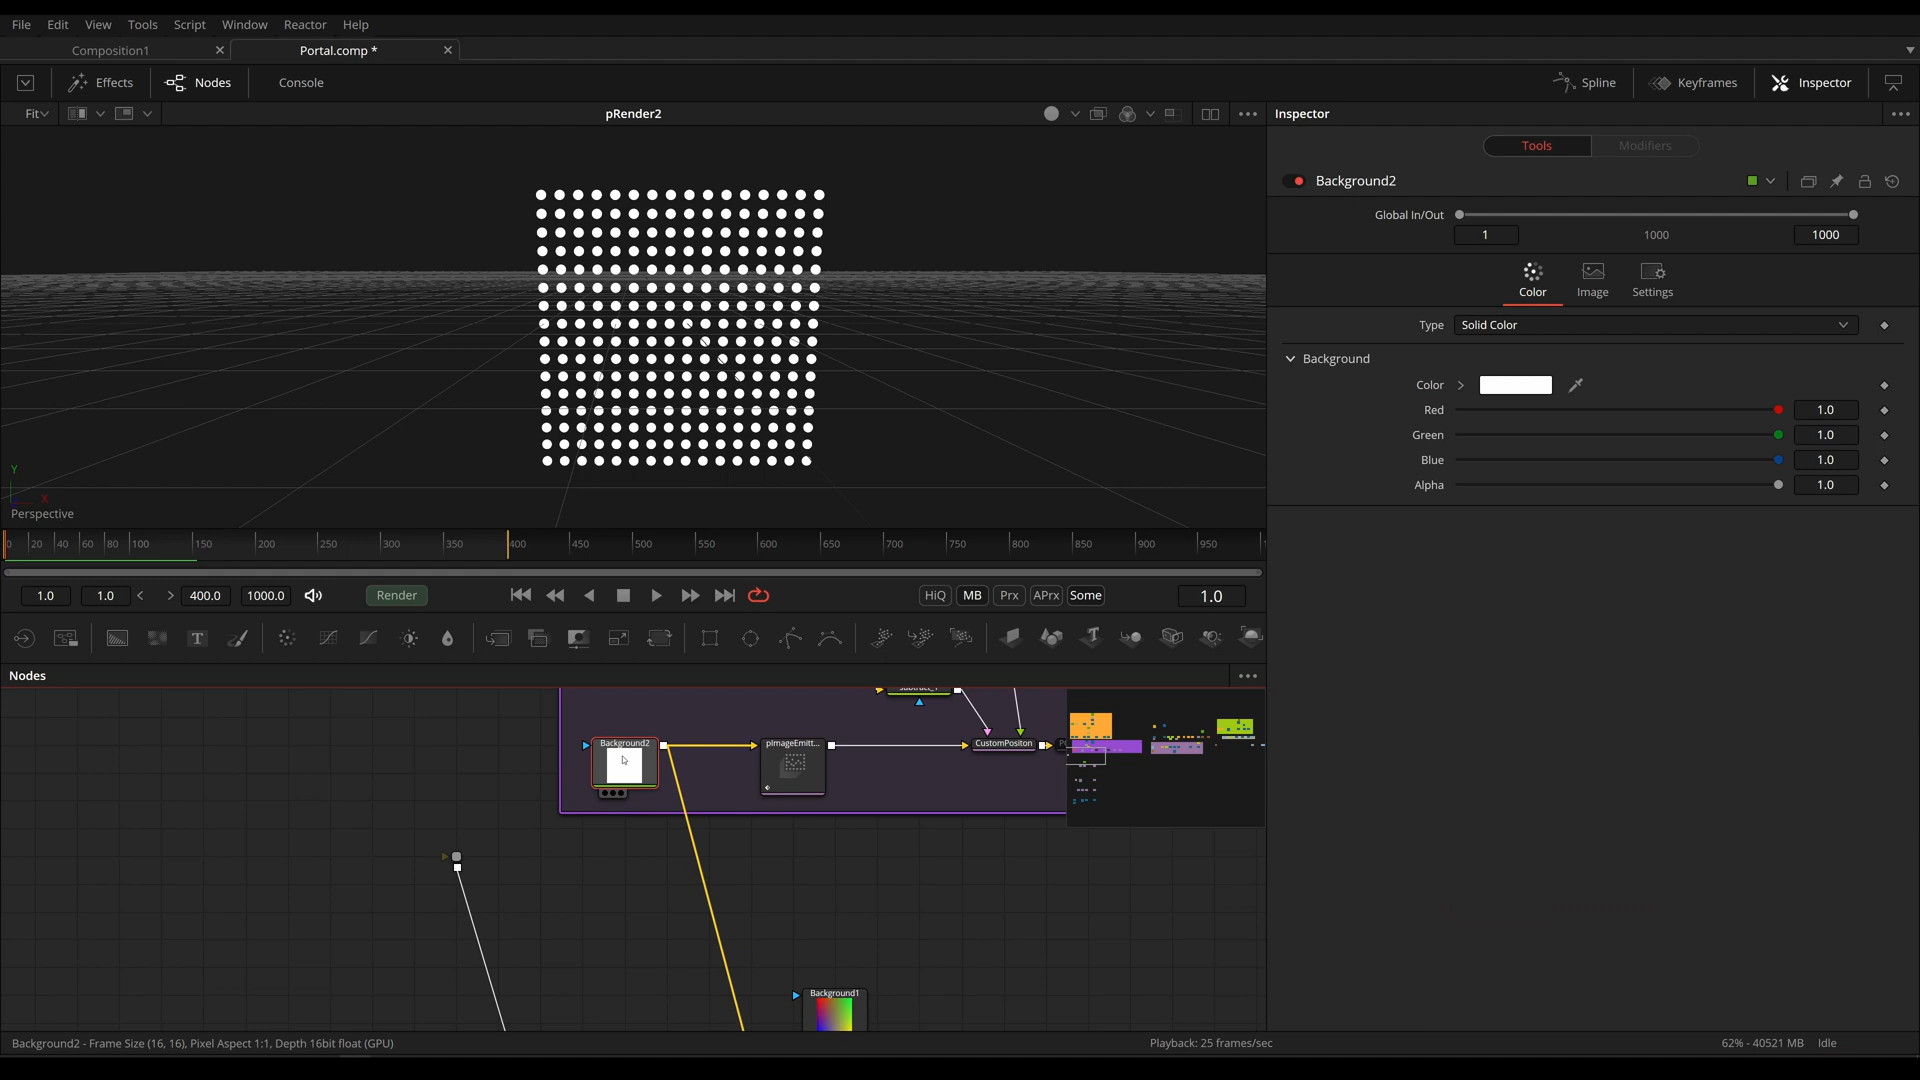 File Edit View Tools Script Window Reactor Help
Composition1 Portal.comp *
Effects Nodes Console Spline Keyframes Inspector
Fit pRender2 Inspector
Tools Modifiers
Background2
Global In/Out
1 1000 1000
Color Image Settings
Type Solid Color
Background
Color
Red 1.0
Green 1.0
Blue 1.0
Alpha 1.0
Y
X
Perspective
0 20 40 60 80 100 150 200 250 300 350 400 450 500 550 600 650 700 750 800 850 900 950
1.0 1.0 < > 400.0 1000.0 Render HiQ MB Prx APrx Some 1.0
Nodes
Background2 pImageEmitt... CustomPositon
Background1
Background2 - Frame Size (16, 16), Pixel Aspect 1:1, Depth 16bit float (GPU) Playback: 25 frames/sec 62% - 40521 MB Idle